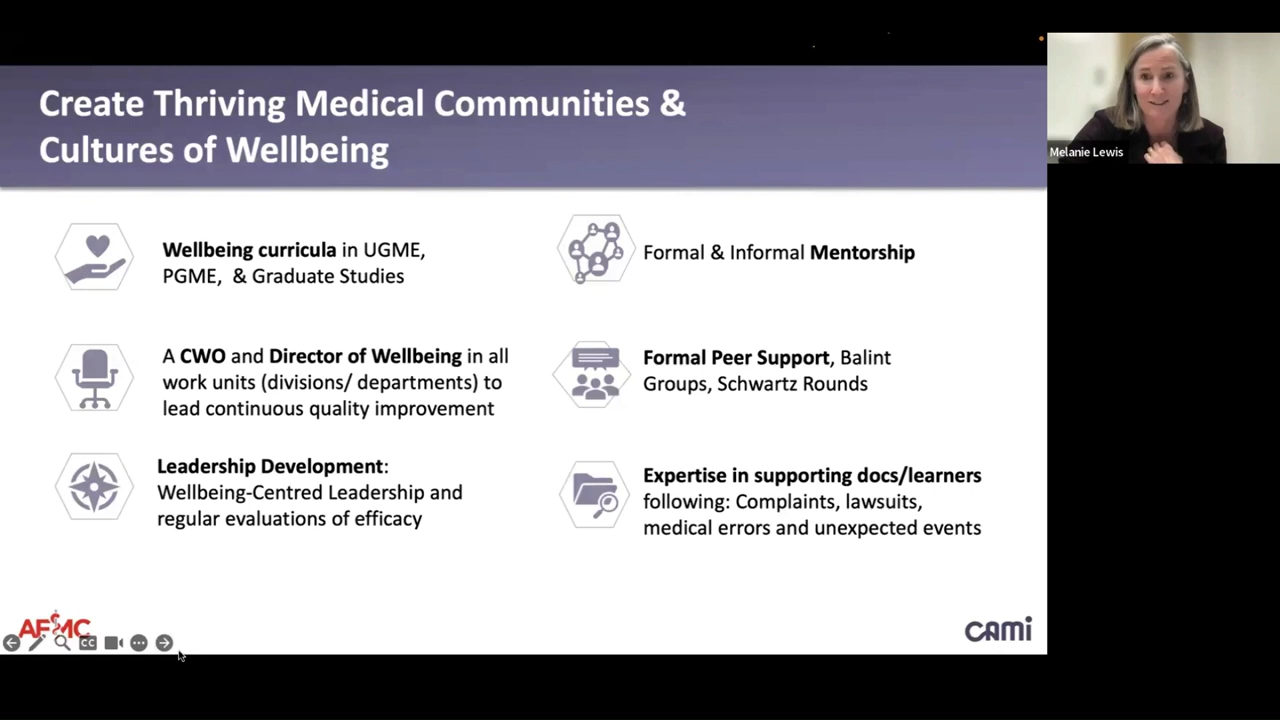 Create Thriving Medical Communities &
Cultures of Wellbeing
Melanie Lewis
Wellbeing curricula in UGME,
PGME, & Graduate Studies
Formal & Informal Mentorship
A CWO and Director of Wellbeing in all
work units (divisions/ departments) to
lead continuous quality improvement
Formal Peer Support, Balint
Groups, Schwartz Rounds
Leadership Development:
Wellbeing-Centred Leadership and
regular evaluations of efficacy
Expertise in supporting docs/learners
following: Complaints, lawsuits,
medical errors and unexpected events
AFMC
CC
CAMi